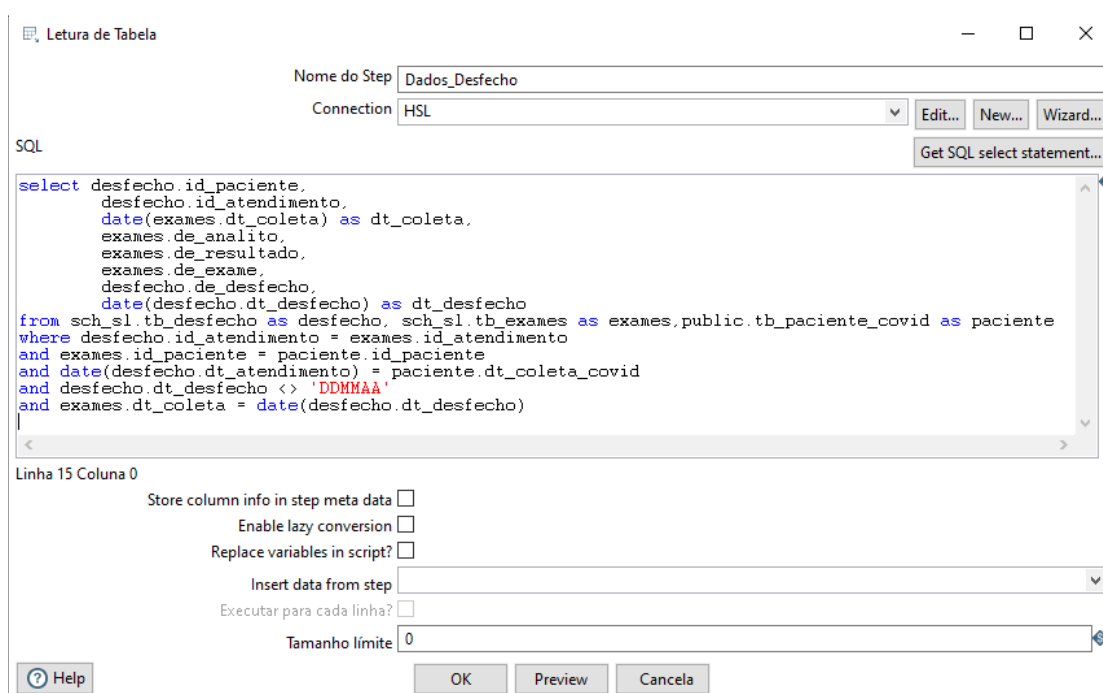 Letura de Tabela
Nome do Step Dados_Desfecho
Connection HSL Edit... New... Wizard...
SQL Get SQL select statement...
select desfecho.id_paciente,
desfecho.id_atendimento,
date(exames.dt_coleta) as dt_coleta,
exames.de_analito,
exames.de_resultado,
exames.de_exame,
desfecho.de_desfecho,
date(desfecho.dt_desfecho) as dt_desfecho
from sch_sl.tb_desfecho as desfecho, sch_sl.tb_exames as exames,public.tb_paciente_covid as paciente
where desfecho.id_atendimento = exames.id_atendimento
and exames.id_paciente = paciente.id_paciente
and date(desfecho.dt_atendimento) = paciente.dt_coleta_covid
and desfecho.dt_desfecho <> 'DDMMAA'
and exames.dt_coleta = date(desfecho.dt_desfecho)
Linha 15 Coluna 0
Store column info in step meta data
Enable lazy conversion
Replace variables in script?
Insert data from step
Executar para cada linha?
Tamanho límite 0
Help OK Preview Cancela